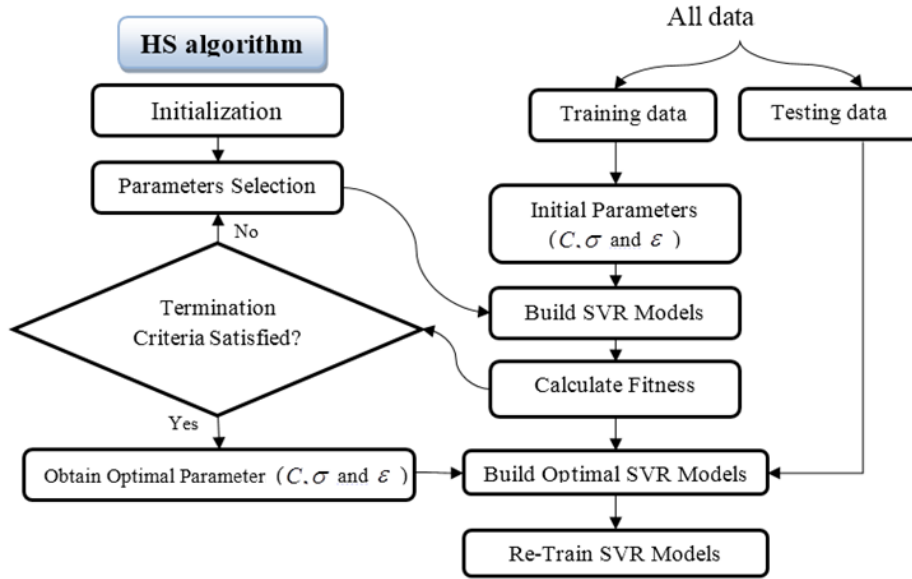 HS algorithm
All data
Initialization
Training data
Testing data
Parameters Selection
Initial Parameters
(C, σ and ε)
No
Termination
Criteria Satisfied?
Build SVR Models
Calculate Fitness
Yes
Obtain Optimal Parameter (C, σ and ε)
Build Optimal SVR Models
Re-Train SVR Models